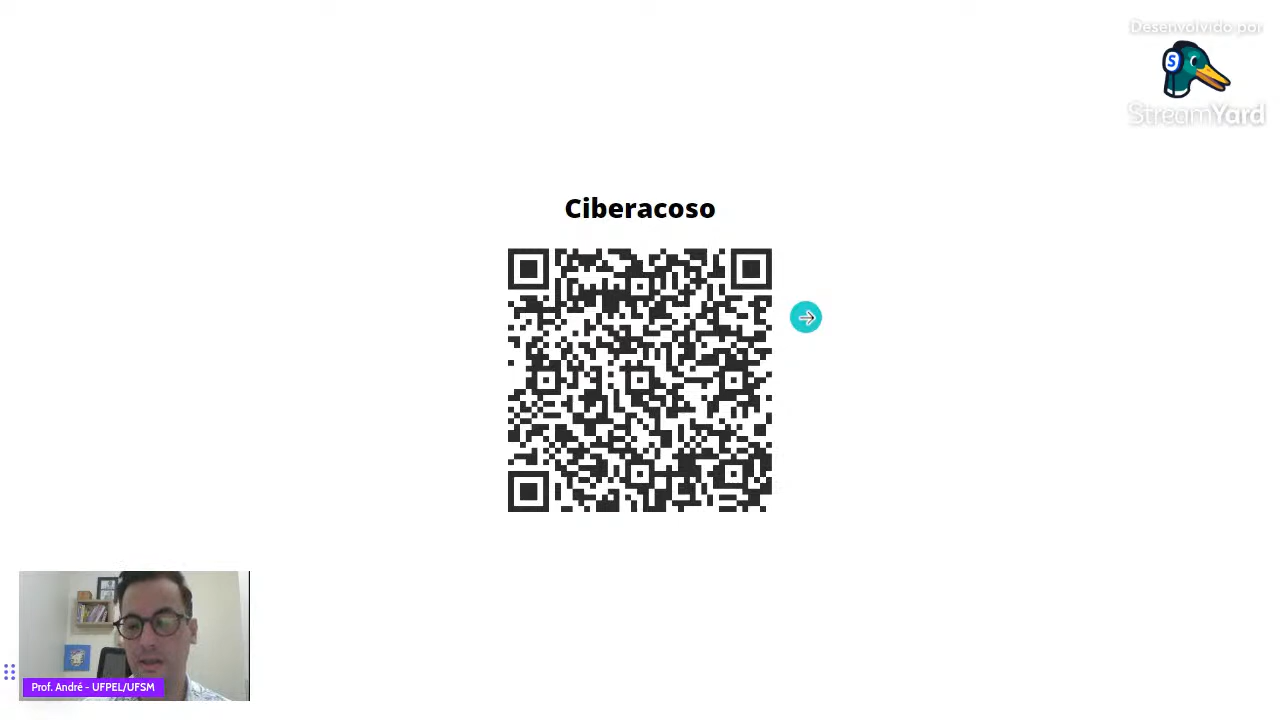 Desenvolvido por
StreamYard
Ciberacoso
Prof. André - UFPEL/UFSM